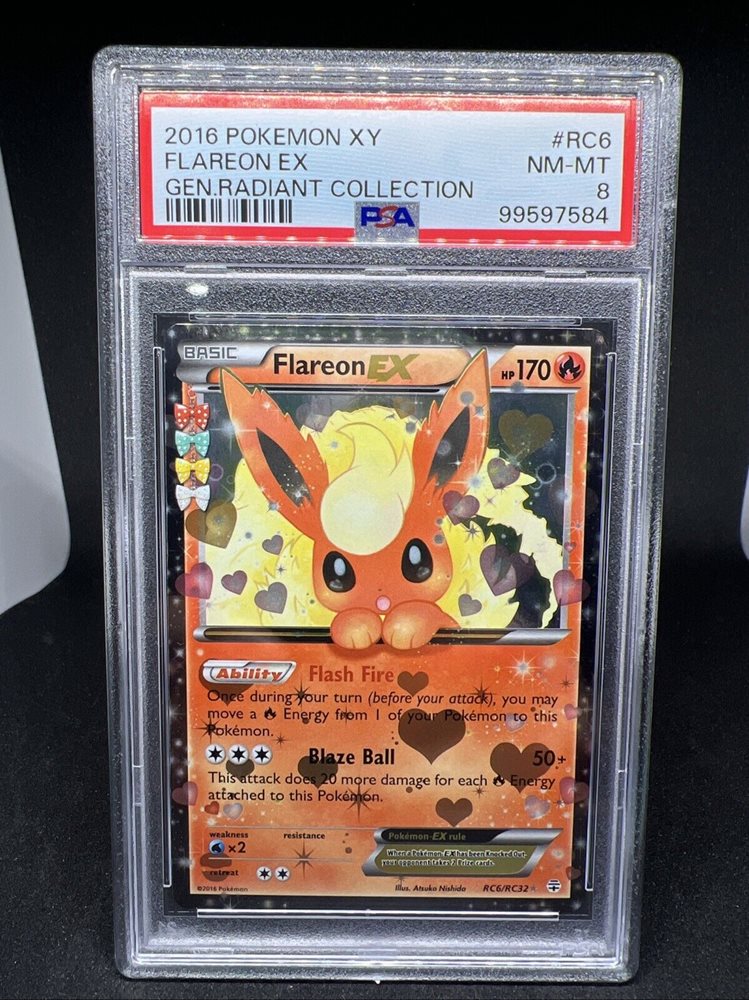 2016 POKEMON XY #RC6
FLAREON EX NM-MT
GEN.RADIANT COLLECTION 8
PSA 99597584
BASIC Flareon EX HP 170
Ability Flash Fire
Once during your turn (before your attack), you may
move a Energy from 1 of your Pokémon to this
Pokémon.
Blaze Ball 50+
This attack does 20 more damage for each Energy
attached to this Pokémon.
weakness resistance
×2
Pokémon-EX rule
When a Pokémon-EX has been Knocked Out,
your opponent takes 2 Prize cards.
retreat
©2016 Pokémon Illus. Atsuko Nishida RC6/RC32